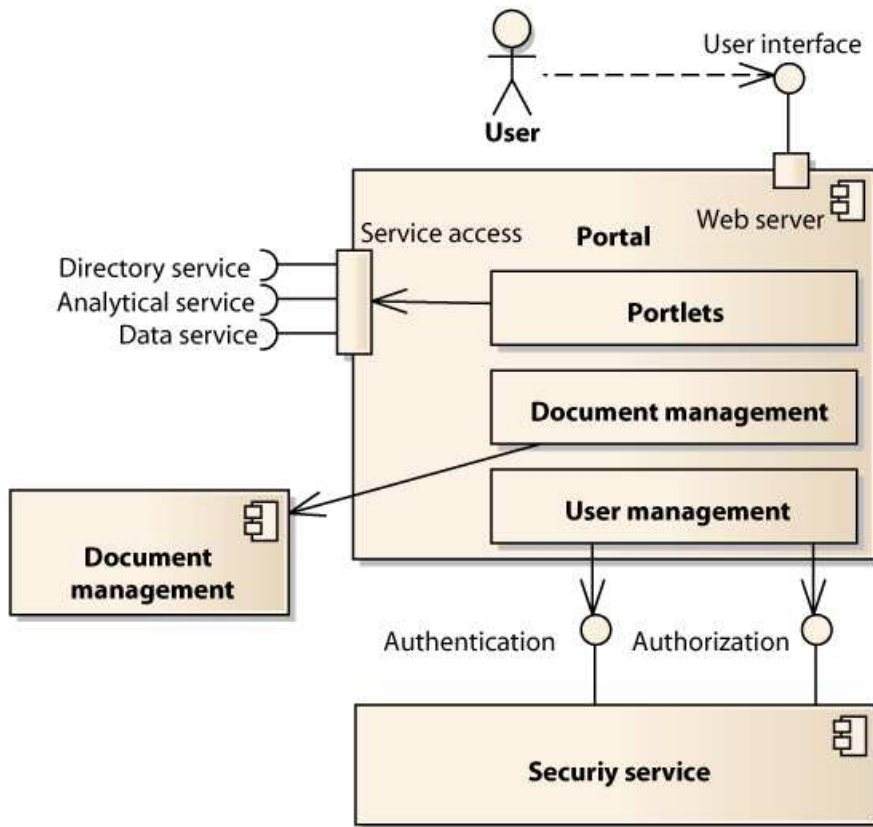 User interface
User
Web server
Service access
Portal
Directory service
Analytical service
Data service
Portlets
Document management
User management
Document
management
Authentication
Authorization
Securiy service